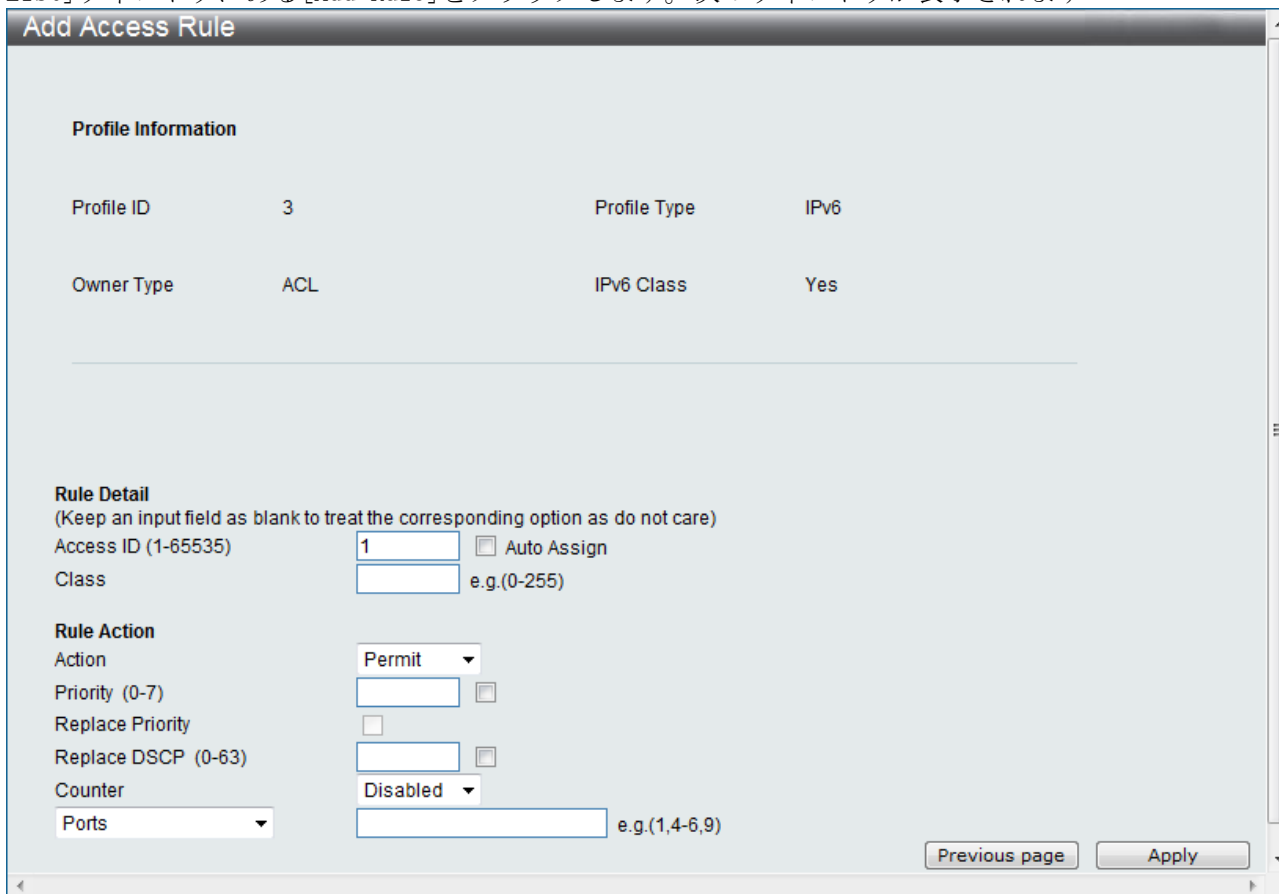 Add Access Rule
Profile Information
Profile ID 3 Profile Type IPv6
Owner Type ACL IPv6 Class Yes
Rule Detail
(Keep an input field as blank to treat the corresponding option as do not care)
Access ID (1-65535) 1 Auto Assign
Class e.g.(0-255)
Rule Action
Action Permit
Priority (0-7)
Replace Priority
Replace DSCP (0-63)
Counter Disabled
Ports e.g.(1,4-6,9)
Previous page Apply